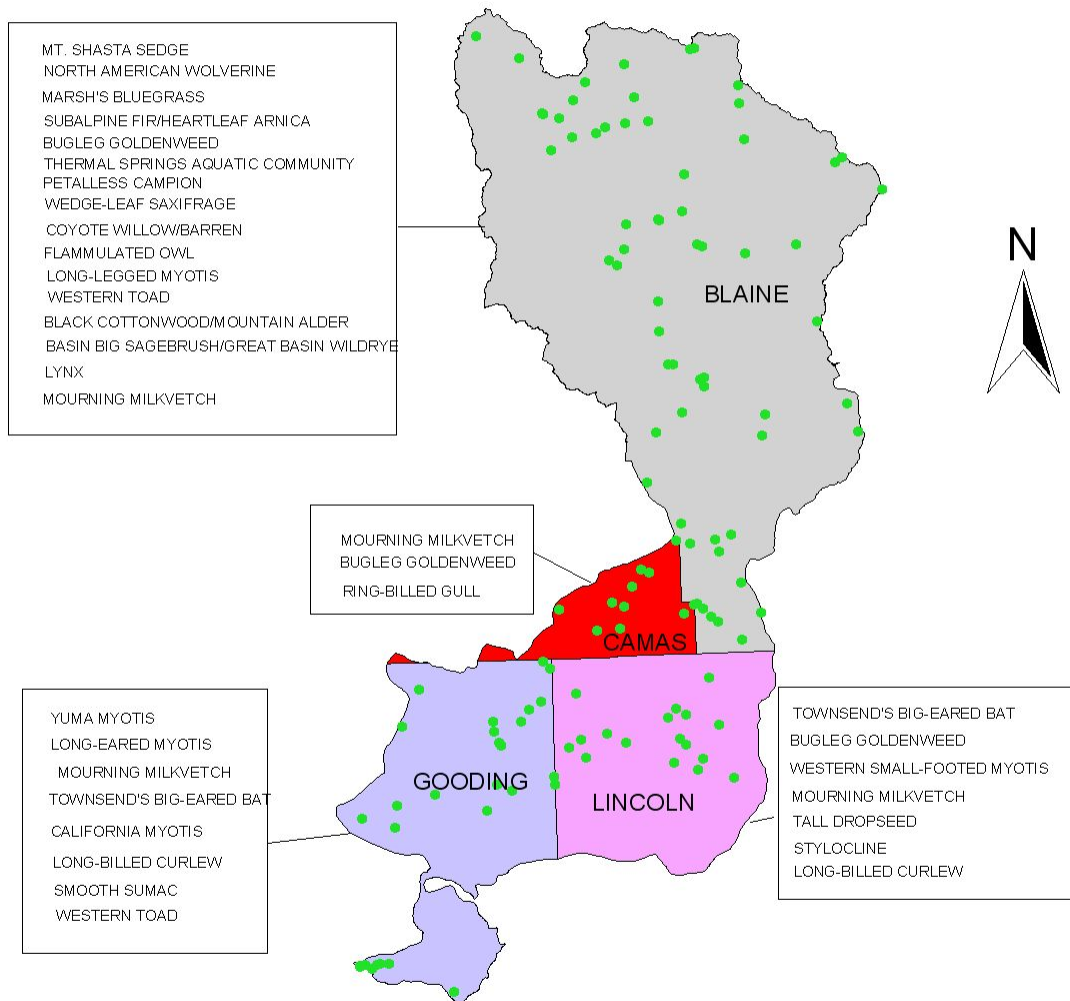 MT. SHASTA SEDGE
NORTH AMERICAN WOLVERINE
MARSH'S BLUEGRASS
SUBALPINE FIR/HEARTLEAF ARNICA
BUGLEG GOLDENWEED
THERMAL SPRINGS AQUATIC COMMUNITY
PETALLESS CAMPION
WEDGE-LEAF SAXIFRAGE
COYOTE WILLOW/BARREN
FLAMMULATED OWL
LONG-LEGGED MYOTIS
WESTERN TOAD
BLACK COTTONWOOD/MOUNTAIN ALDER
BASIN BIG SAGEBRUSH/GREAT BASIN WILDRYE
LYNX
MOURNING MILKVETCH
N
BLAINE
MOURNING MILKVETCH
BUGLEG GOLDENWEED
RING-BILLED GULL
CAMAS
YUMA MYOTIS
LONG-EARED MYOTIS
MOURNING MILKVETCH
TOWNSEND'S BIG-EARED BAT
CALIFORNIA MYOTIS
LONG-BILLED CURLEW
SMOOTH SUMAC
WESTERN TOAD
GOODING
LINCOLN
TOWNSEND'S BIG-EARED BAT
BUGLEG GOLDENWEED
WESTERN SMALL-FOOTED MYOTIS
MOURNING MILKVETCH
TALL DROPSEED
STYLOCLINE
LONG-BILLED CURLEW